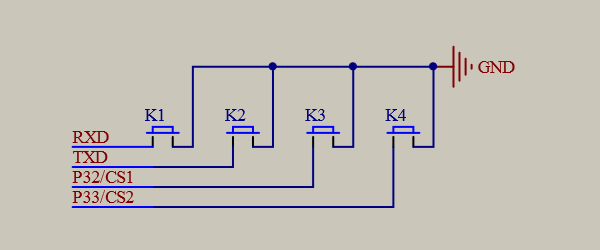 GND
K1 K2 K3 K4
RXD
TXD
P32/CS1
P33/CS2